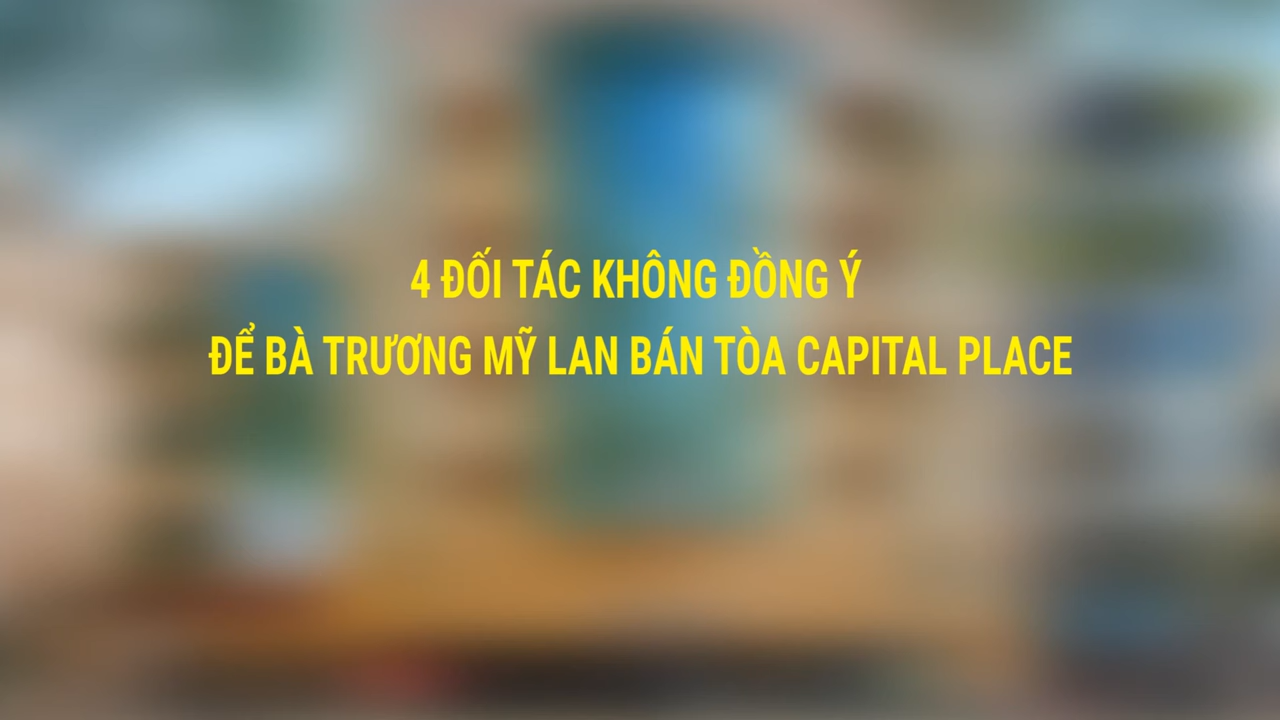 4 ĐỐI TÁC KHÔNG ĐỒNG Ý
ĐỂ BÀ TRƯƠNG MỸ LAN BÁN TÒA CAPITAL PLACE